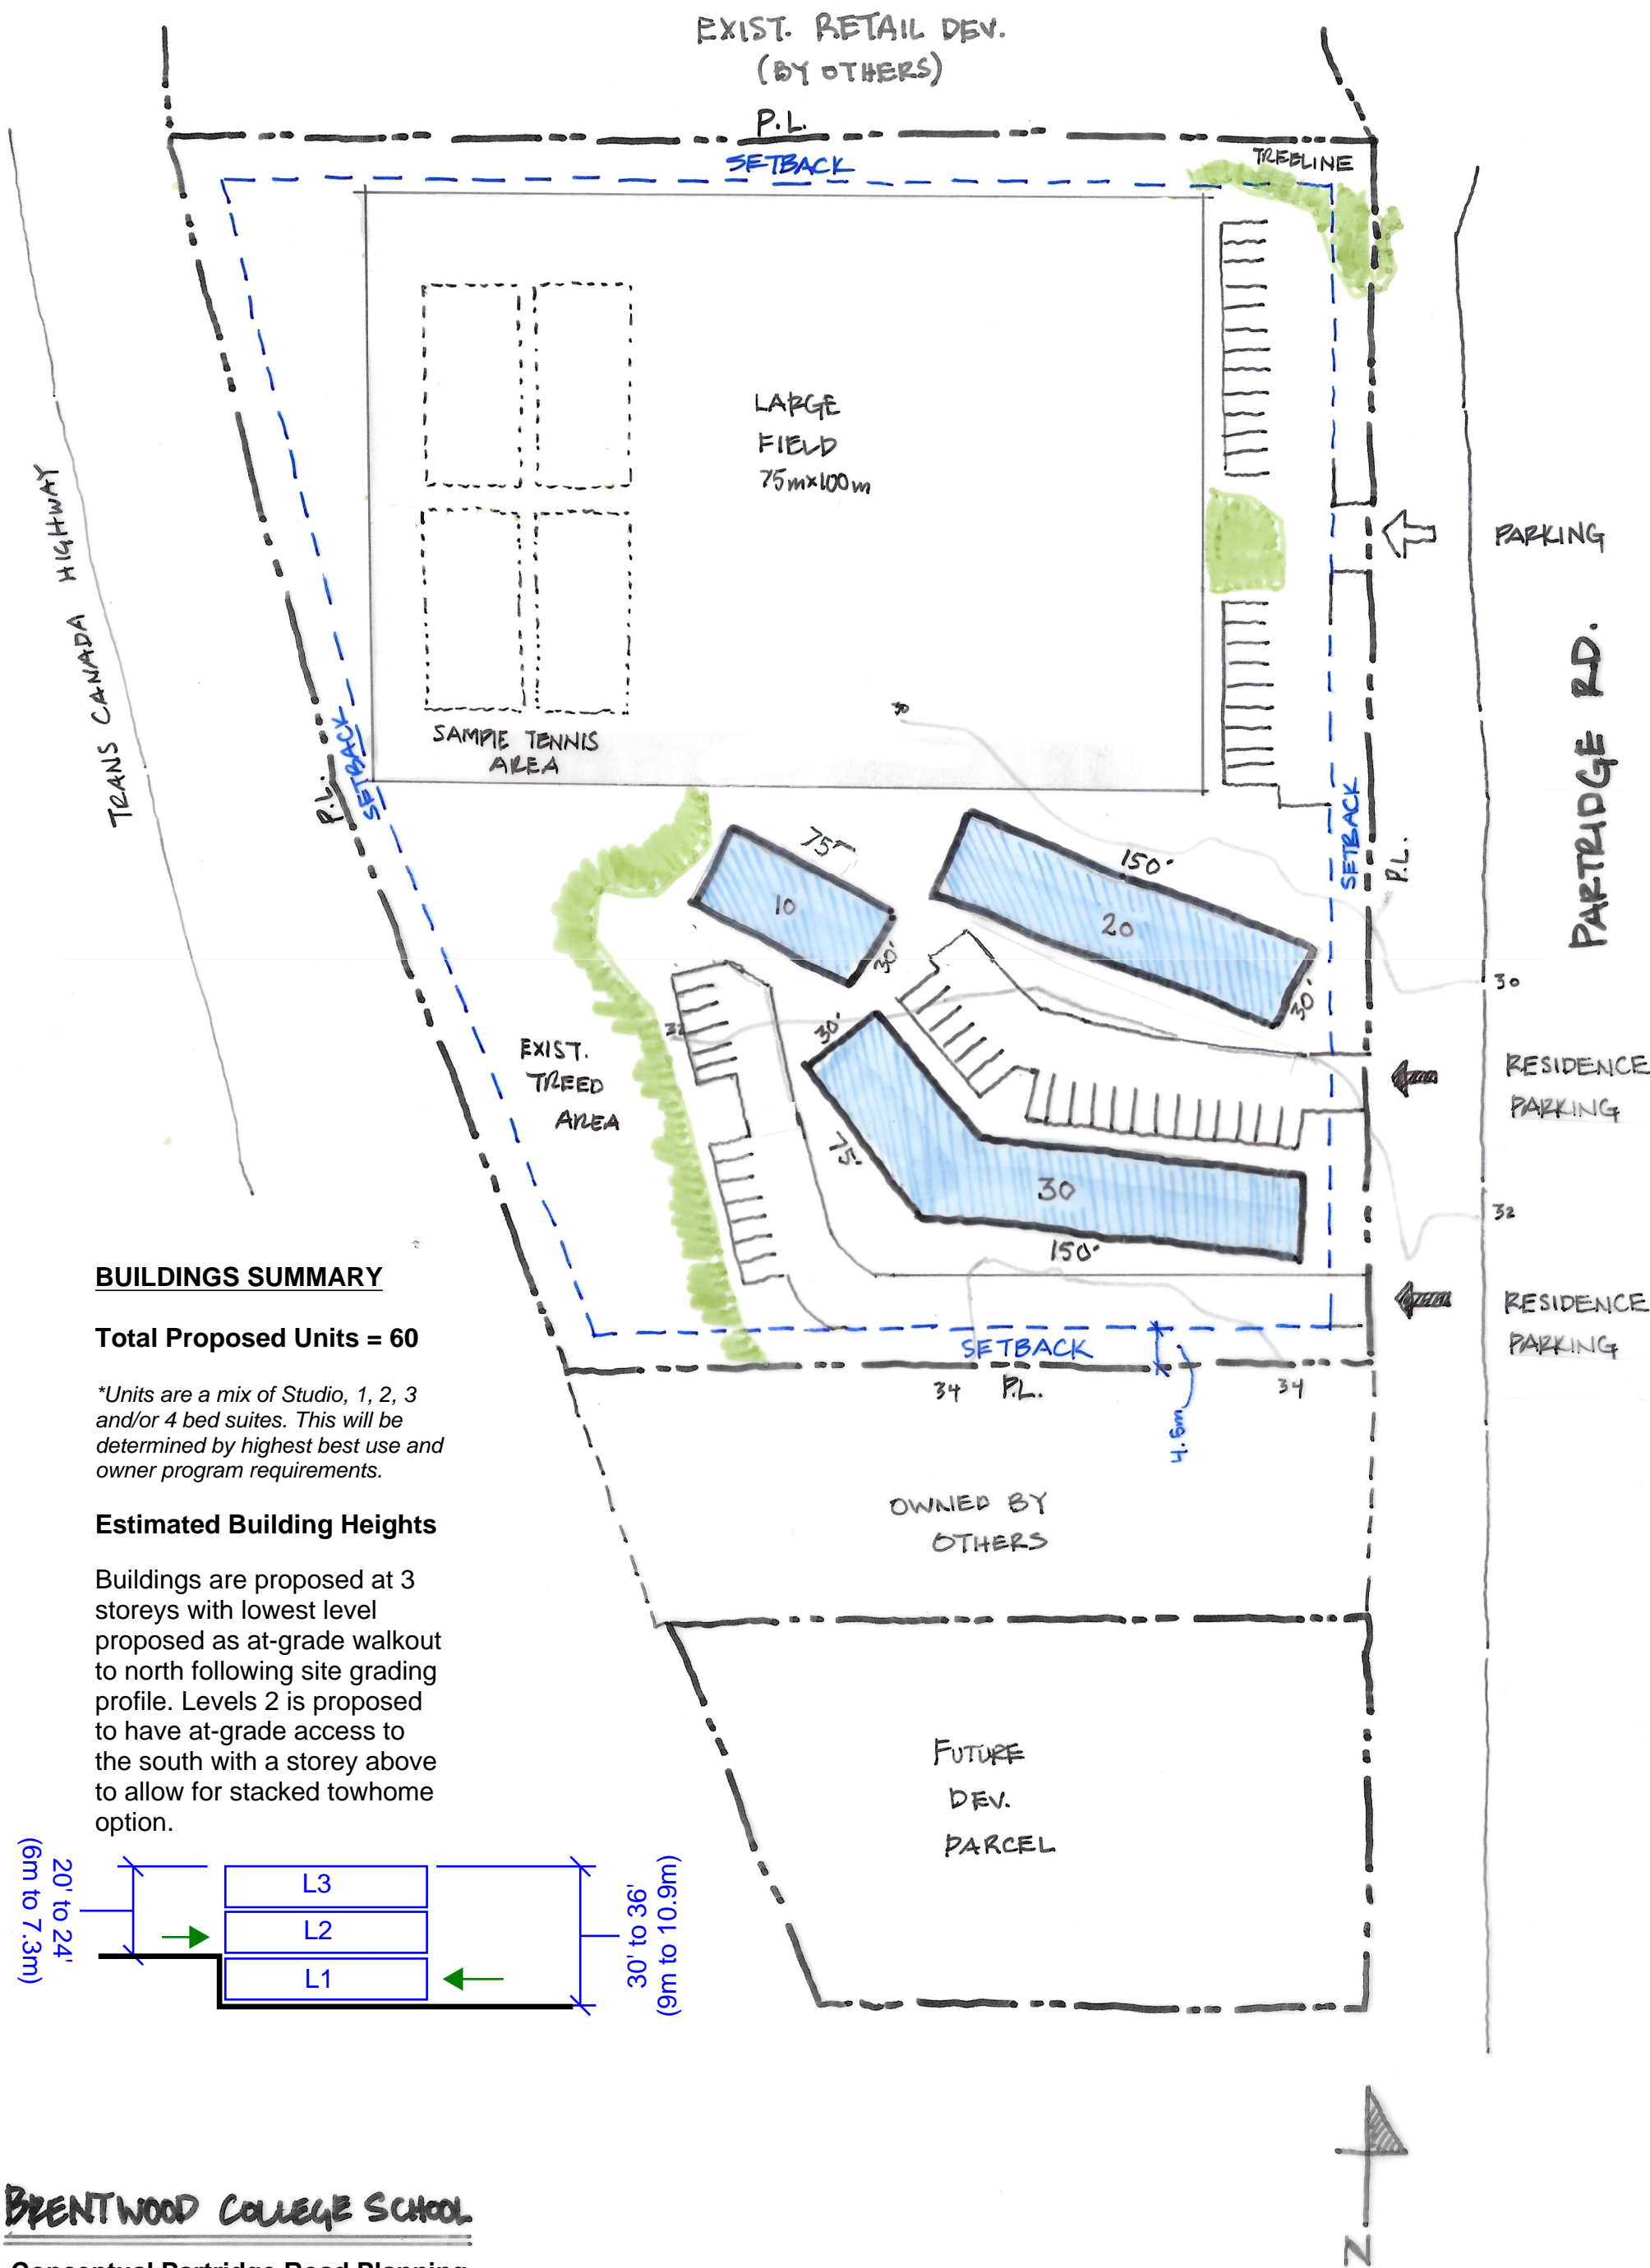 EXIST. RETAIL DEV.
(BY OTHERS)
P.L.
SETBACK
TREELINE
LARGE
FIELD
75m×100m
TRANS CANADA HIGHWAY
PARKING
PARTRIDGE RD.
SAMPLE TENNIS
AREA
30
P.L.
SETBACK
SETBACK
P.L.
75'
10
30'
150'
20
30'
30
32
EXIST.
TREED
AREA
30'
75'
30
150'
RESIDENCE
PARKING
32
RESIDENCE
PARKING
SETBACK
34
P.L.
34
4.5m
BUILDINGS SUMMARY
Total Proposed Units = 60
*Units are a mix of Studio, 1, 2, 3
and/or 4 bed suites. This will be
determined by highest best use and
owner program requirements.
Estimated Building Heights
Buildings are proposed at 3
storeys with lowest level
proposed as at-grade walkout
to north following site grading
profile. Levels 2 is proposed
to have at-grade access to
the south with a storey above
to allow for stacked towhome
option.
OWNED BY
OTHERS
FUTURE
DEV.
PARCEL
20' to 24'
(6m to 7.3m)
L3
L2
L1
30' to 36'
(9m to 10.9m)
N
BRENTWOOD COLLEGE SCHOOL
Conceptual Partridge Road Planning